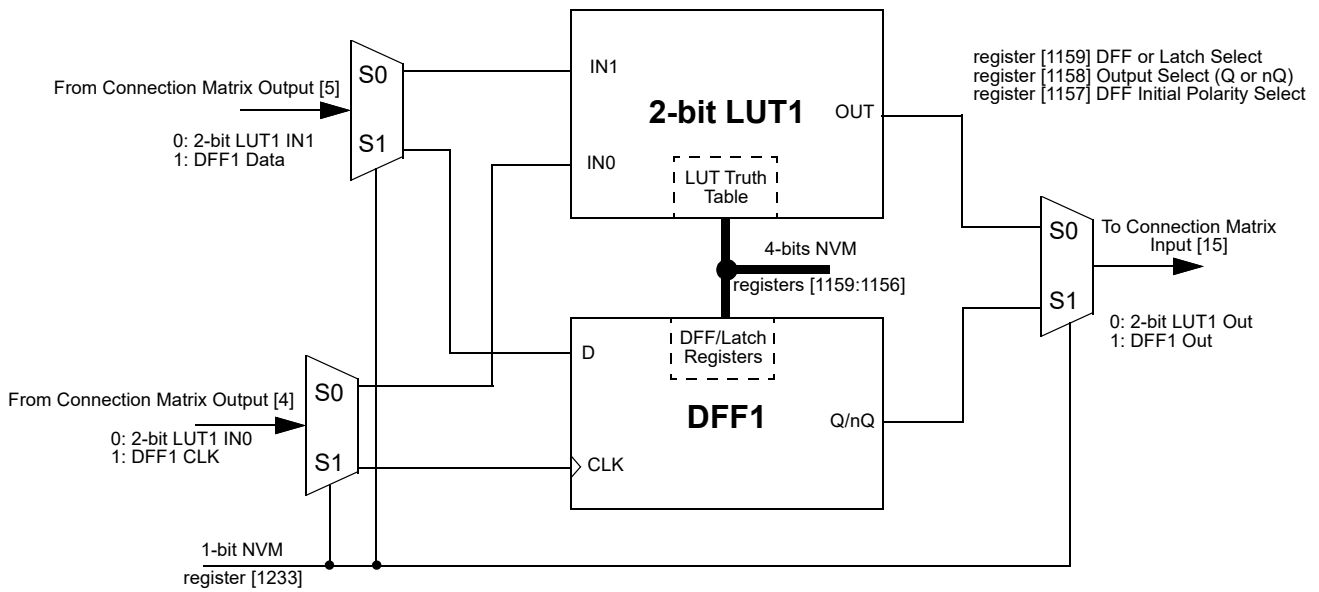 register [1159] DFF or Latch Select
register [1158] Output Select (Q or nQ)
register [1157] DFF Initial Polarity Select
From Connection Matrix Output [5]
0: 2-bit LUT1 IN1
1: DFF1 Data
S0
S1
IN1
IN0
2-bit LUT1
OUT
LUT Truth
Table
4-bits NVM
registers [1159:1156]
S0
S1
To Connection Matrix
Input [15]
0: 2-bit LUT1 Out
1: DFF1 Out
From Connection Matrix Output [4]
0: 2-bit LUT1 IN0
1: DFF1 CLK
S0
S1
D
CLK
DFF/Latch
Registers
DFF1
Q/nQ
1-bit NVM
register [1233]